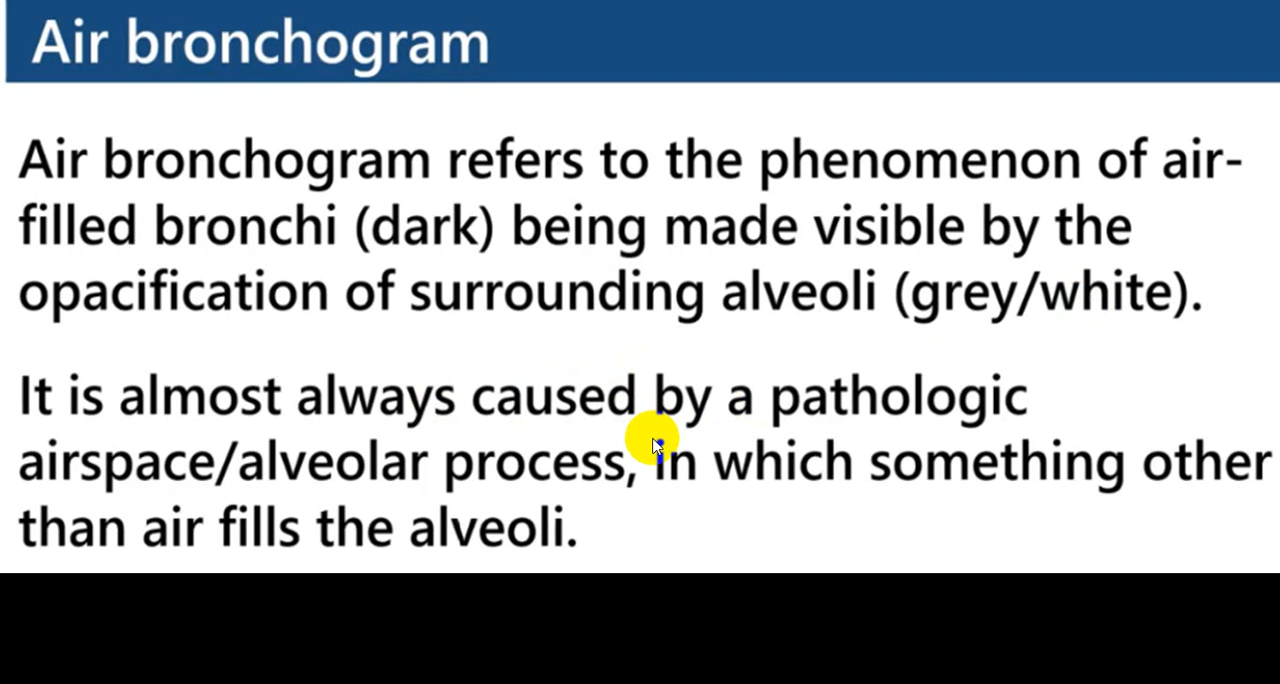 Air bronchogram
Air bronchogram refers to the phenomenon of air-
filled bronchi (dark) being made visible by the
opacification of surrounding alveoli (grey/white).
It is almost always caused by a pathologic
airspace/alveolar process, in which something other
than air fills the alveoli.